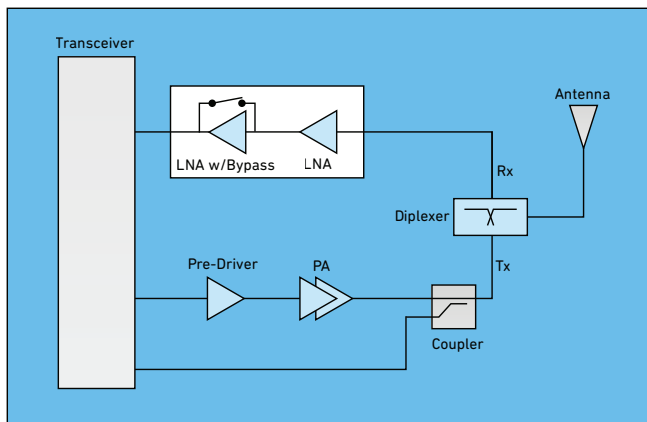 Transceiver
Antenna
LNA w/Bypass LNA
Rx
Diplexer
Tx
Pre-Driver PA
Coupler